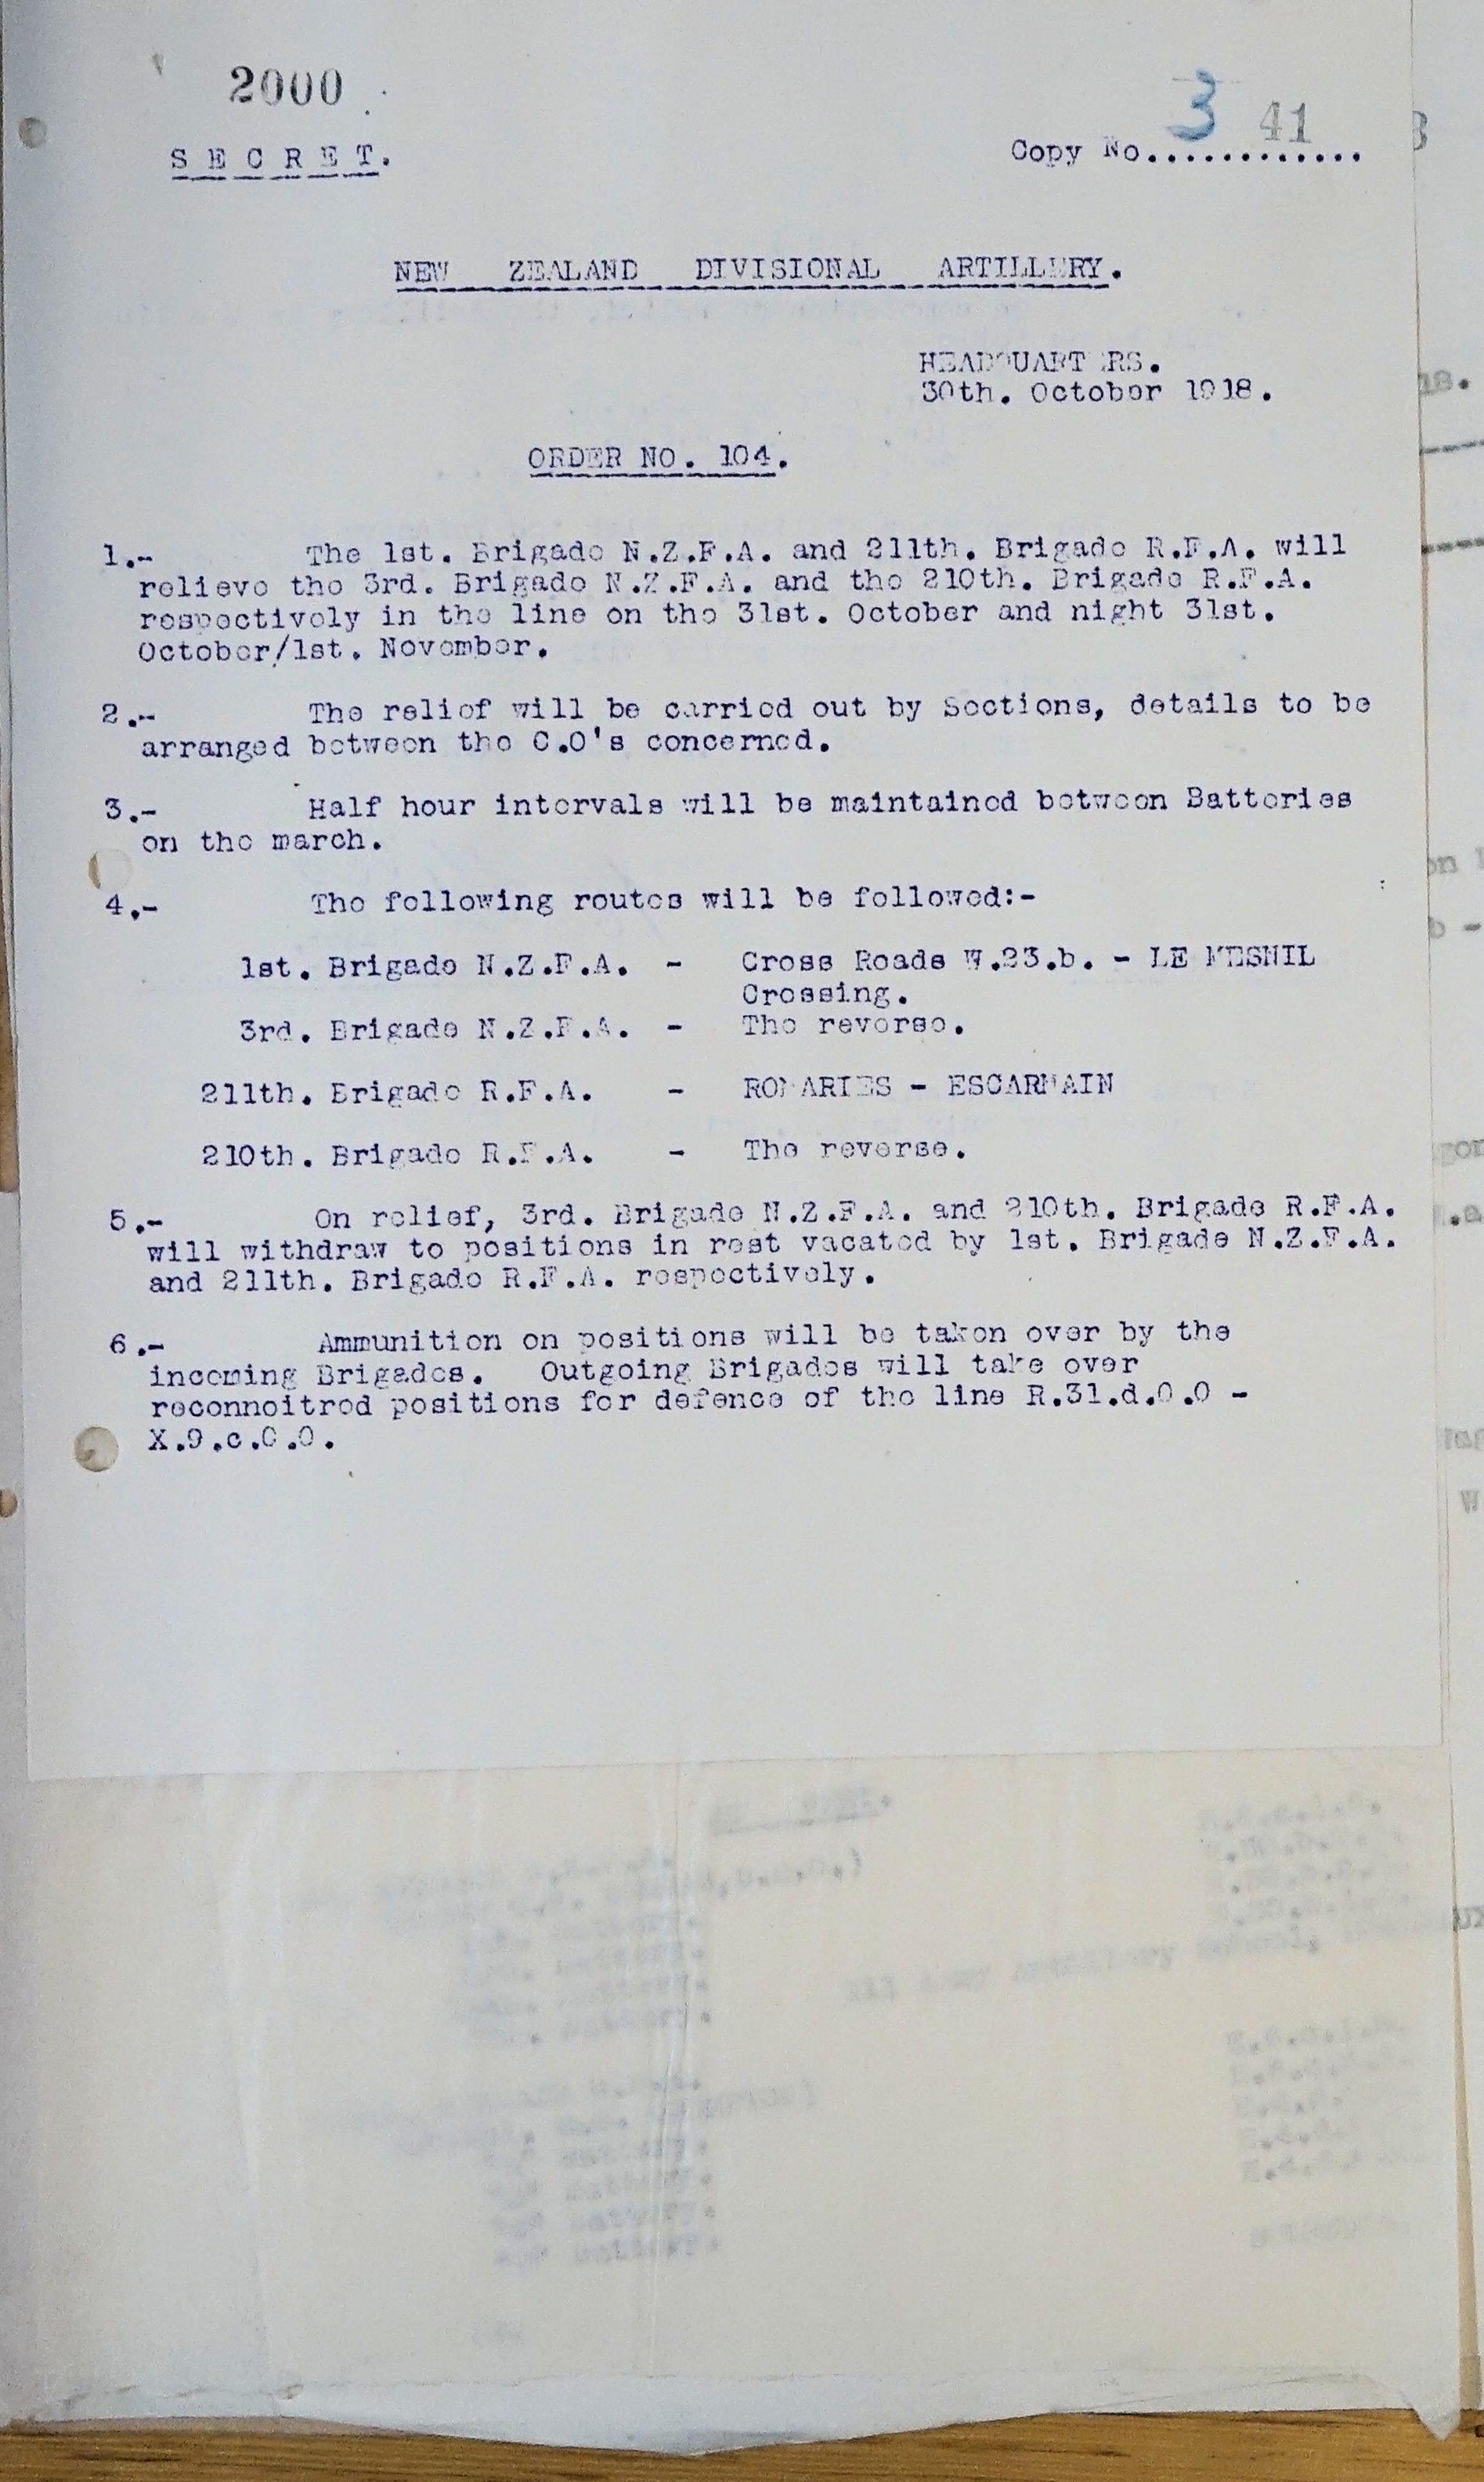 2000
3 41
SECRET.
Copy No.............
NEW ZEALAND DIVISIONAL ARTILLERY.
HEADQUARTERS.
30th. October 1918.
ORDER NO. 104.
1.- The 1st. Brigade N.Z.F.A. and 211th. Brigade R.F.A. will
relieve the 3rd. Brigade N.Z.F.A. and the 210th. Brigade R.F.A.
respectively in the line on the 31st. October and night 31st.
October/1st. November.
2.- The relief will be carried out by Sections, details to be
arranged between the C.O's concerned.
3.- Half hour intervals will be maintained between Batteries
on the march.
4.- The following routes will be followed:-
1st. Brigade N.Z.F.A. - Cross Roads W.23.b. - LE MESNIL
Crossing.
3rd. Brigade N.Z.F.A. - The reverse.
211th. Brigade R.F.A. - ROMARIES - ESCARMAIN
210th. Brigade R.F.A. - The reverse.
5.- On relief, 3rd. Brigade N.Z.F.A. and 210th. Brigade R.F.A.
will withdraw to positions in rest vacated by 1st. Brigade N.Z.F.A.
and 211th. Brigade R.F.A. respectively.
6.- Ammunition on positions will be taken over by the
incoming Brigades. Outgoing Brigades will take over
reconnoitred positions for defence of the line R.31.d.0.0 -
X.9.c.0.0.